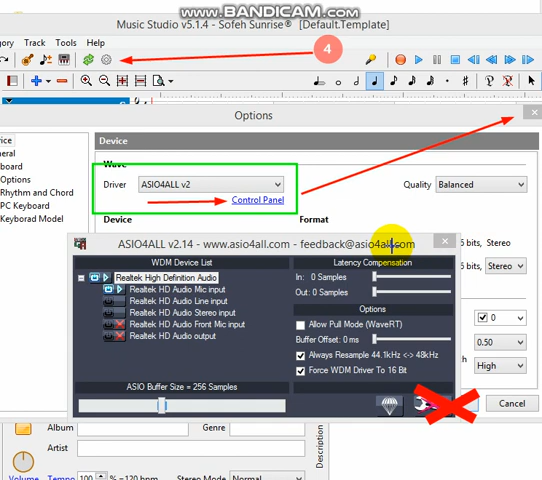 www.BANDICAM.com
Music Studio v5.1.4 - Sofeh Sunrise® [Default.Template]
gory Track Tools Help
4
Options
vice
Device
neral
Wave
board
Driver ASIO4ALL v2 Quality Balanced
Options
Rhythm and Chord
Control Panel
PC Keyboard
Keyborad Model
Device Format
ASIO4ALL v2.14 - www.asio4all.com - feedback@asio4all.com
6 bits, Stereo
WDM Device List Latency Compensation
Realtek High Definition Audio In: 0 Samples
6 bits, Stereo
Realtek HD Audio Mic input Out: 0 Samples
Realtek HD Audio Line input Options
Realtek HD Audio Stereo input Allow Pull Mode (WaveRT)
0
Realtek HD Audio Front Mic input Buffer Offset: 0 ms
Realtek HD Audio output Always Resample 44.1kHz <-> 48kHz
0.50
Force WDM Driver To 16 Bit
th High
ASIO Buffer Size = 256 Samples
Cancel
Album Genre
Artist
Description
Volume Tempo 100 % =120 bpm Stereo Mode Normal